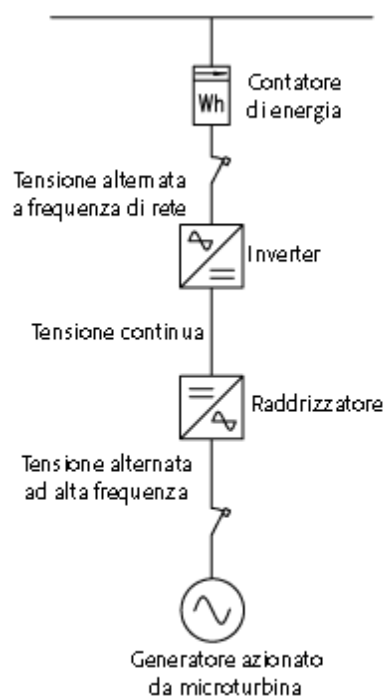 Contatore
di energia
Wh
Tensione alternata
a frequenza di rete
Inverter
Tensione continua
Raddrizzatore
Tensione alternata
ad alta frequenza
Generatore azionato
da microturbina